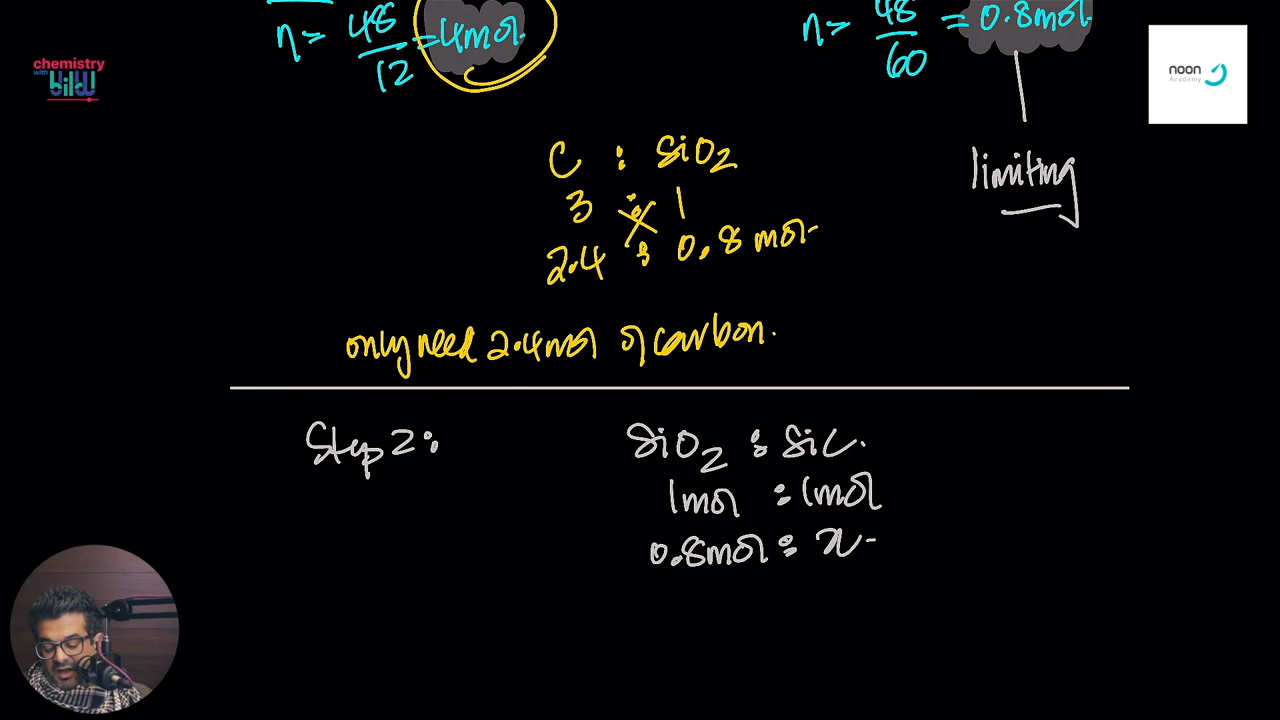 n = 48/12 = 4mol.
n = 48/60 = 0.8mol.
chemistry
with
bilal
noon
Academy
C : SiO2
3 : 1
2.4 : 0.8 mol.
limiting
only need 2.4mol of carbon.
Step 2:
SiO2 : SiC.
1mol : 1mol
0.8mol : x.